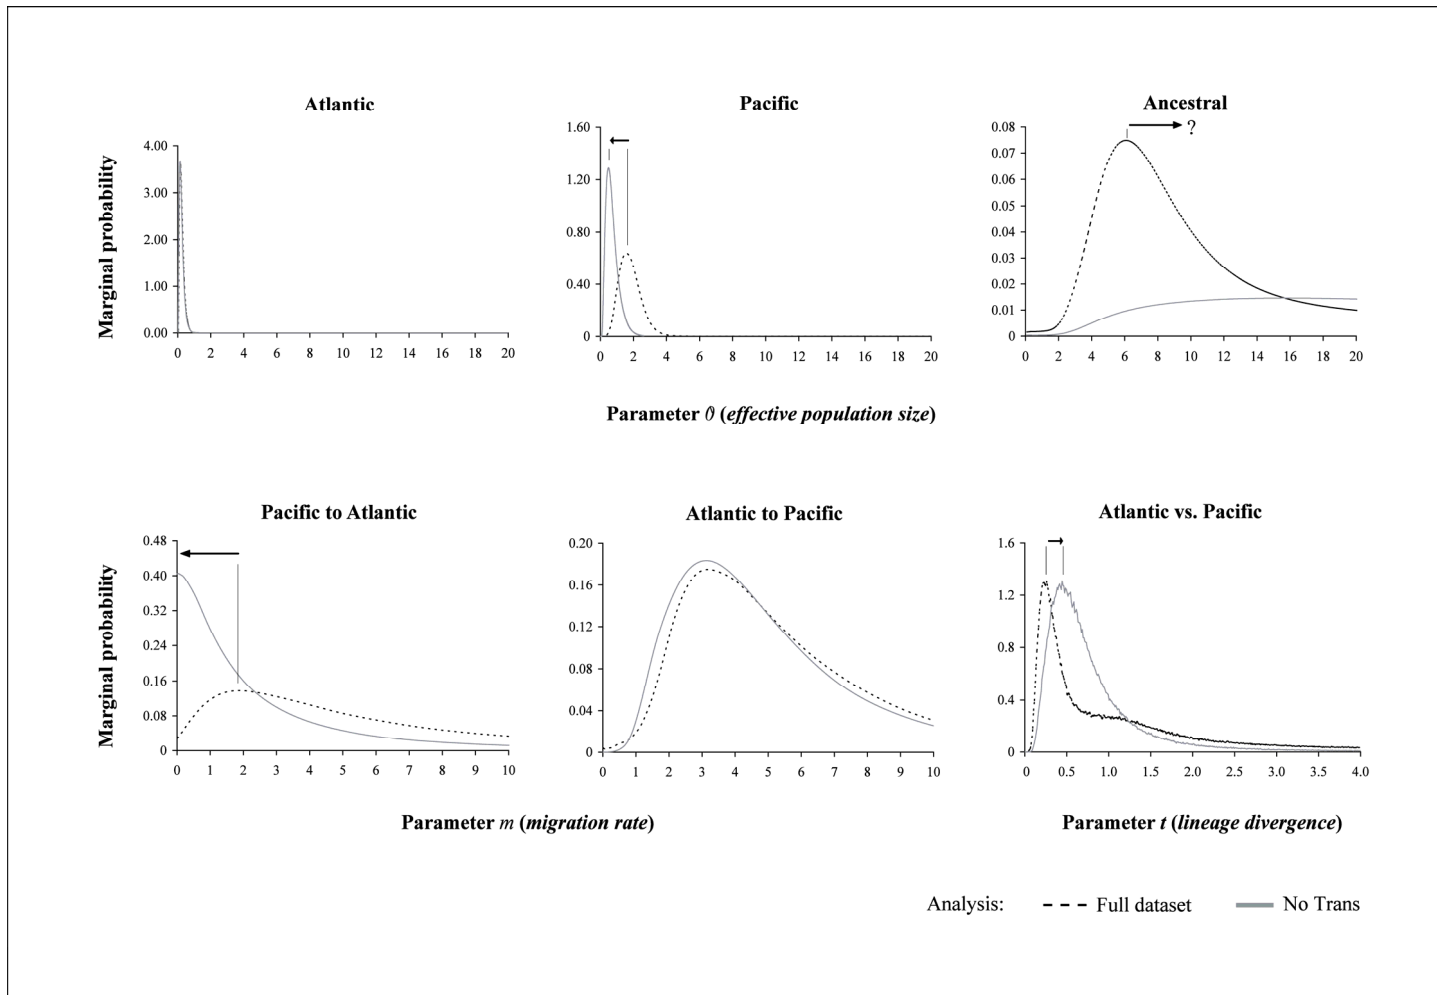 Atlantic
Pacific
Ancestral
Marginal probability
4.00
3.00
2.00
1.00
0.00
0 2 4 6 8 10 12 14 16 18 20
1.60
1.20
0.80
0.40
0
0 2 4 6 8 10 12 14 16 18 20
?
0.08
0.07
0.06
0.05
0.04
0.03
0.02
0.01
0
0 2 4 6 8 10 12 14 16 18 20
Parameter θ (effective population size)
Pacific to Atlantic
Atlantic to Pacific
Atlantic vs. Pacific
Marginal probability
0.48
0.40
0.32
0.24
0.16
0.08
0
0 1 2 3 4 5 6 7 8 9 10
0.20
0.16
0.12
0.08
0.04
0
0 1 2 3 4 5 6 7 8 9 10
1.6
1.2
0.8
0.4
0
0 0.5 1.0 1.5 2.0 2.5 3.0 3.5 4.0
Parameter m (migration rate)
Parameter t (lineage divergence)
Analysis: Full dataset No Trans